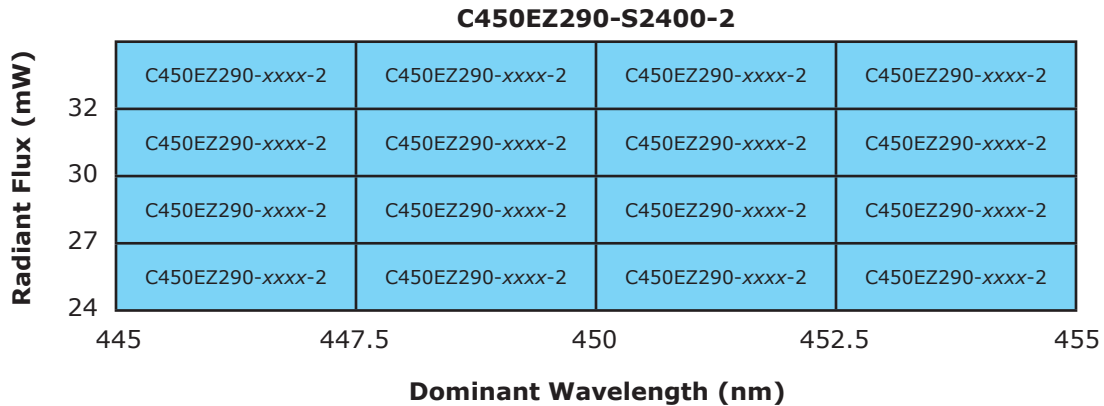 C450EZ290-S2400-2
Radiant Flux (mW)
C450EZ290-xxxx-2 C450EZ290-xxxx-2 C450EZ290-xxxx-2 C450EZ290-xxxx-2
32
C450EZ290-xxxx-2 C450EZ290-xxxx-2 C450EZ290-xxxx-2 C450EZ290-xxxx-2
30
C450EZ290-xxxx-2 C450EZ290-xxxx-2 C450EZ290-xxxx-2 C450EZ290-xxxx-2
27
C450EZ290-xxxx-2 C450EZ290-xxxx-2 C450EZ290-xxxx-2 C450EZ290-xxxx-2
24
445 447.5 450 452.5 455
Dominant Wavelength (nm)